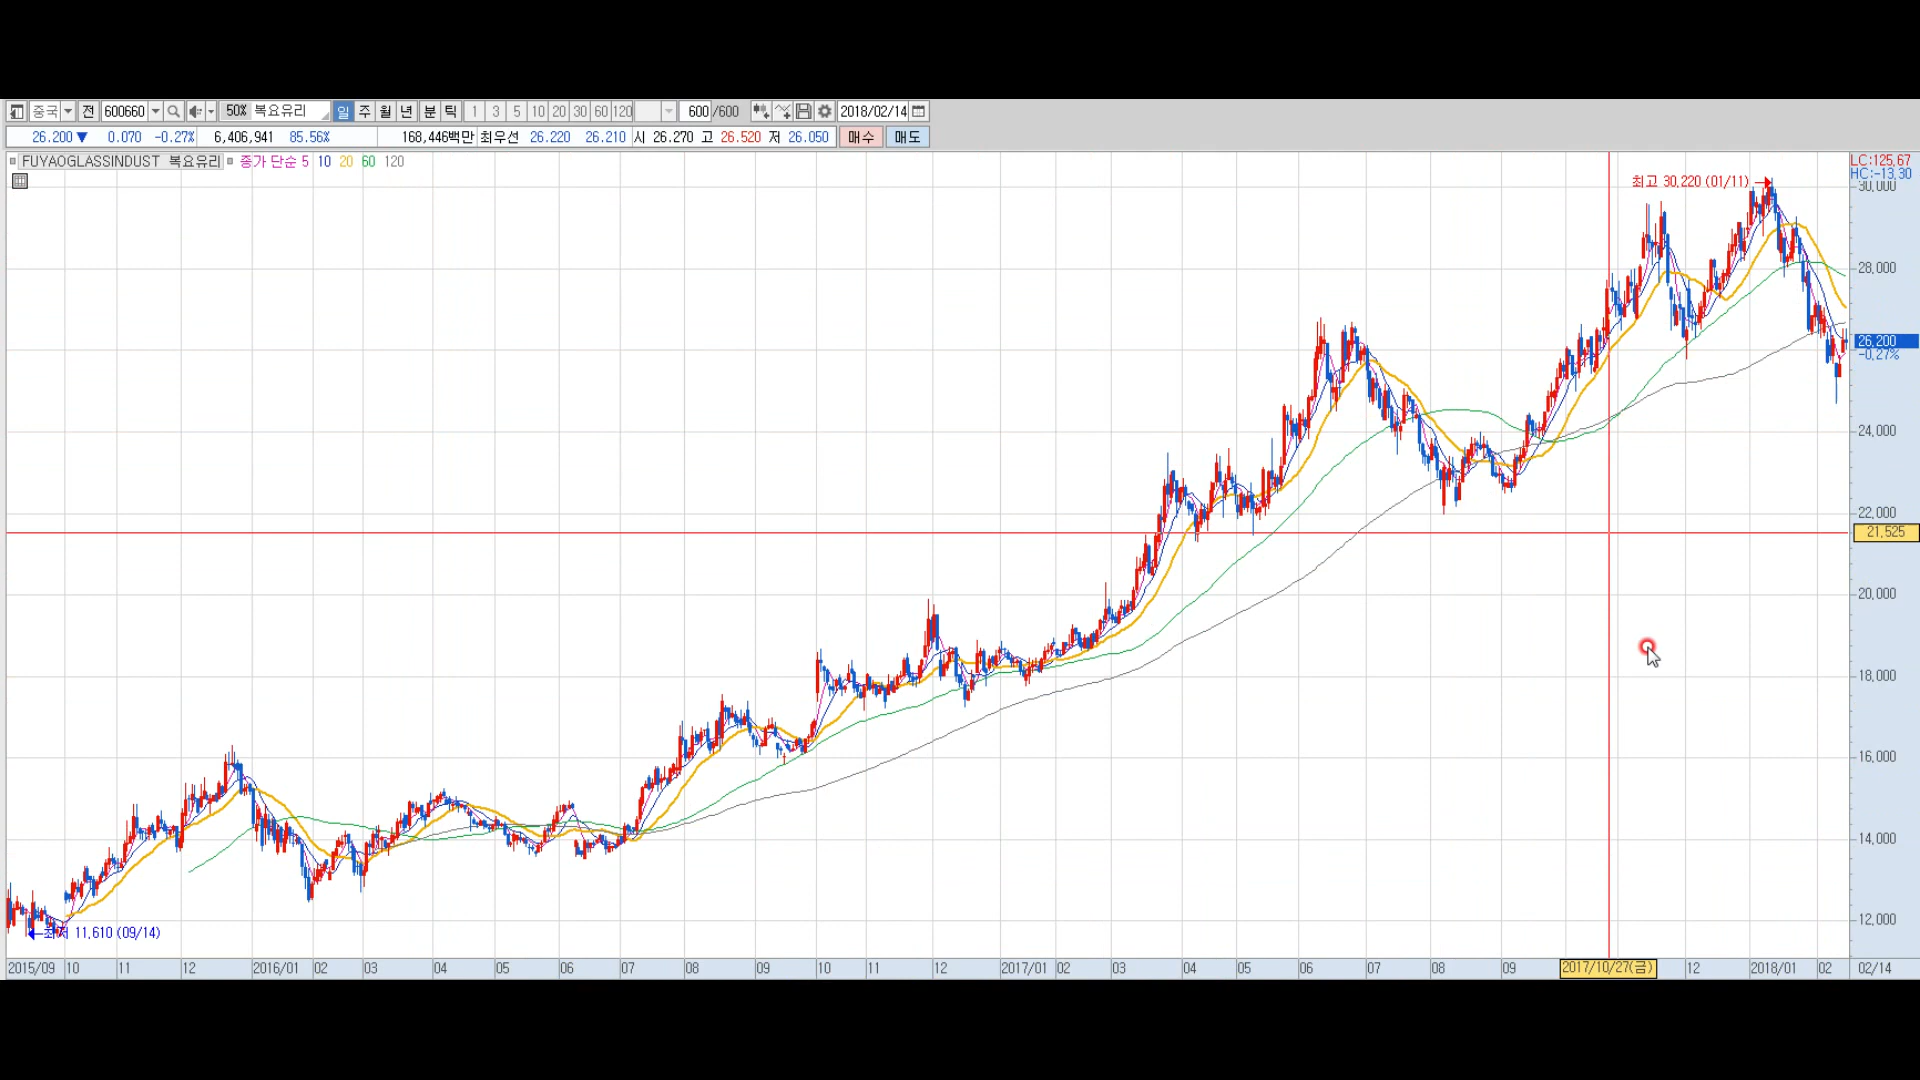 중국 전 600660 50% 복요유리 일 주 월 년 분 틱 1 3 5 10 20 30 60 120 600 /600 2018/02/14
26.200 ▼ 0.070 -0.27% 6,406,941 85.56% 168,446백만 최우선 26.220 26.210 시 26.270 고 26.520 저 26.050 매수 매도
FUYAOGLASSINDUST 복요유리 종가 단순 5 10 20 60 120
LC:125.67
HC:-13.30
최고 30.220 (01/11)
30,000
28,000
26,200
-0.27%
24,000
22,000
21,525
20,000
18,000
16,000
14,000
12,000
최저 11.610 (09/14)
2015/09 10 11 12 2016/01 02 03 04 05 06 07 08 09 10 11 12 2017/01 02 03 04 05 06 07 08 09 2017/10/27(금) 12 2018/01 02 02/14